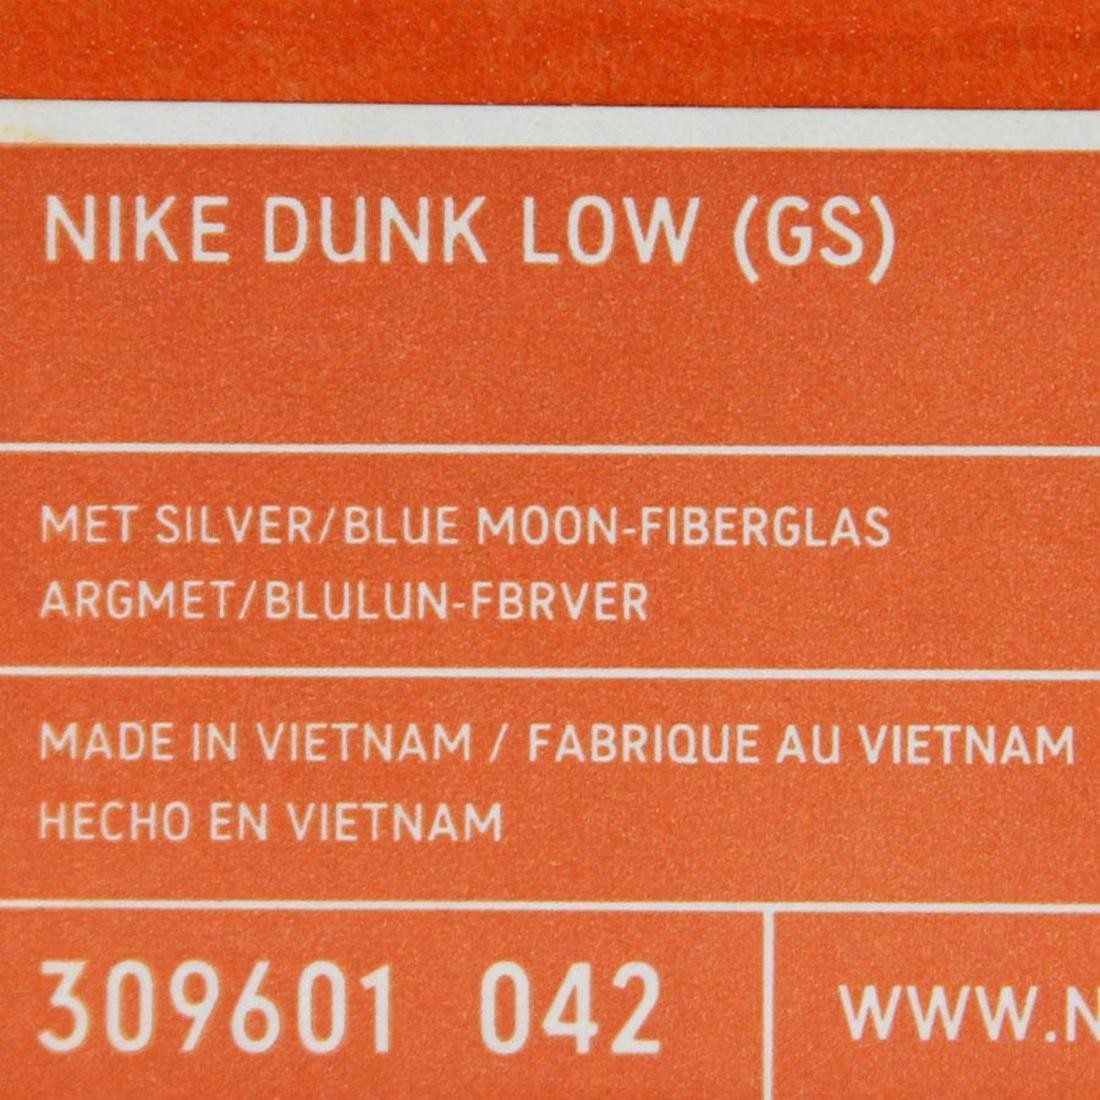 NIKE DUNK LOW (GS)
MET SILVER/BLUE MOON-FIBERGLAS
ARGMET/BLULUN-FBRVER
MADE IN VIETNAM / FABRIQUE AU VIETNAM
HECHO EN VIETNAM
309601 042
WWW.N